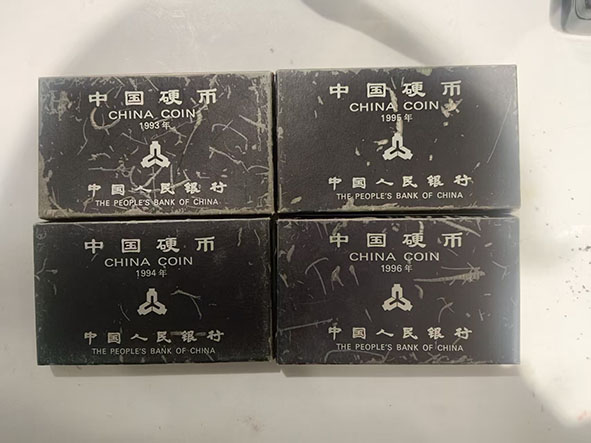 中国硬币
CHINA COIN
1993年
中国人民银行
THE PEOPLE'S BANK OF CHINA
中国硬币
CHINA COIN
1995年
中国人民银行
THE PEOPLE'S BANK OF CHINA
中国硬币
CHINA COIN
1994年
中国人民银行
THE PEOPLE'S BANK OF CHINA
中国硬币
CHINA COIN
1996年
中国人民银行
THE PEOPLE'S BANK OF CHINA